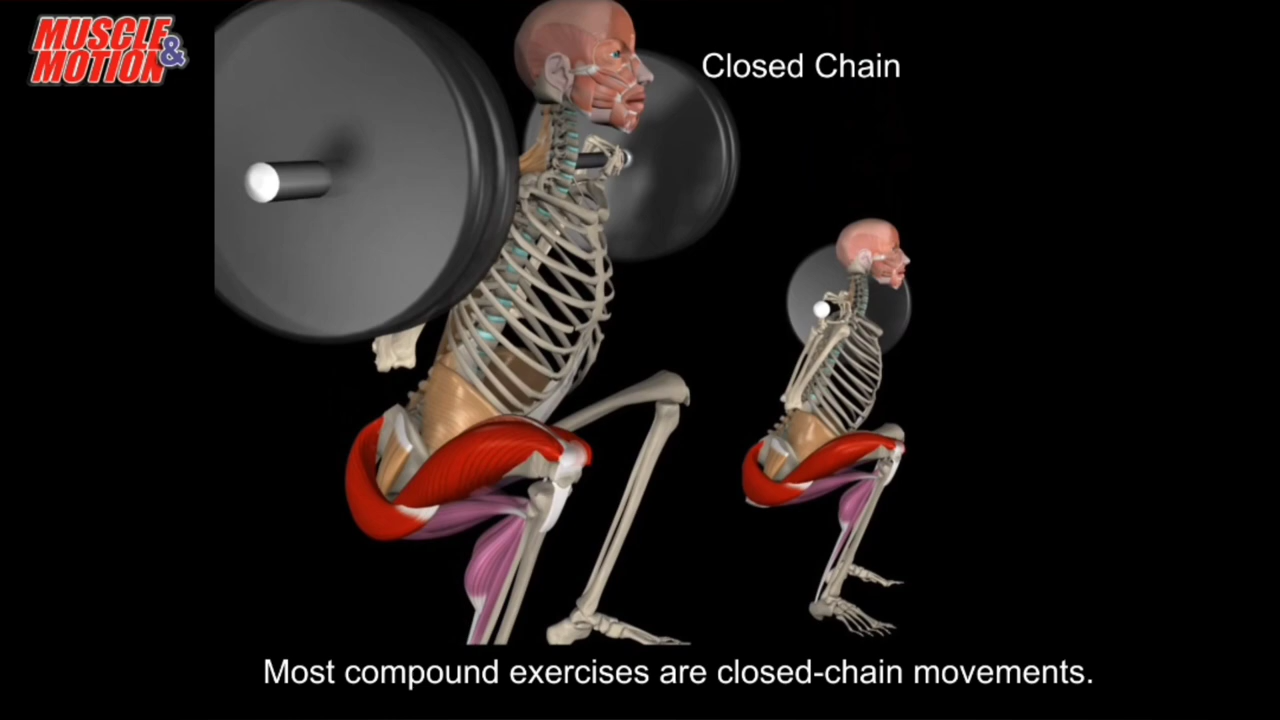 MUSCLE
& MOTION
Closed Chain
Most compound exercises are closed-chain movements.